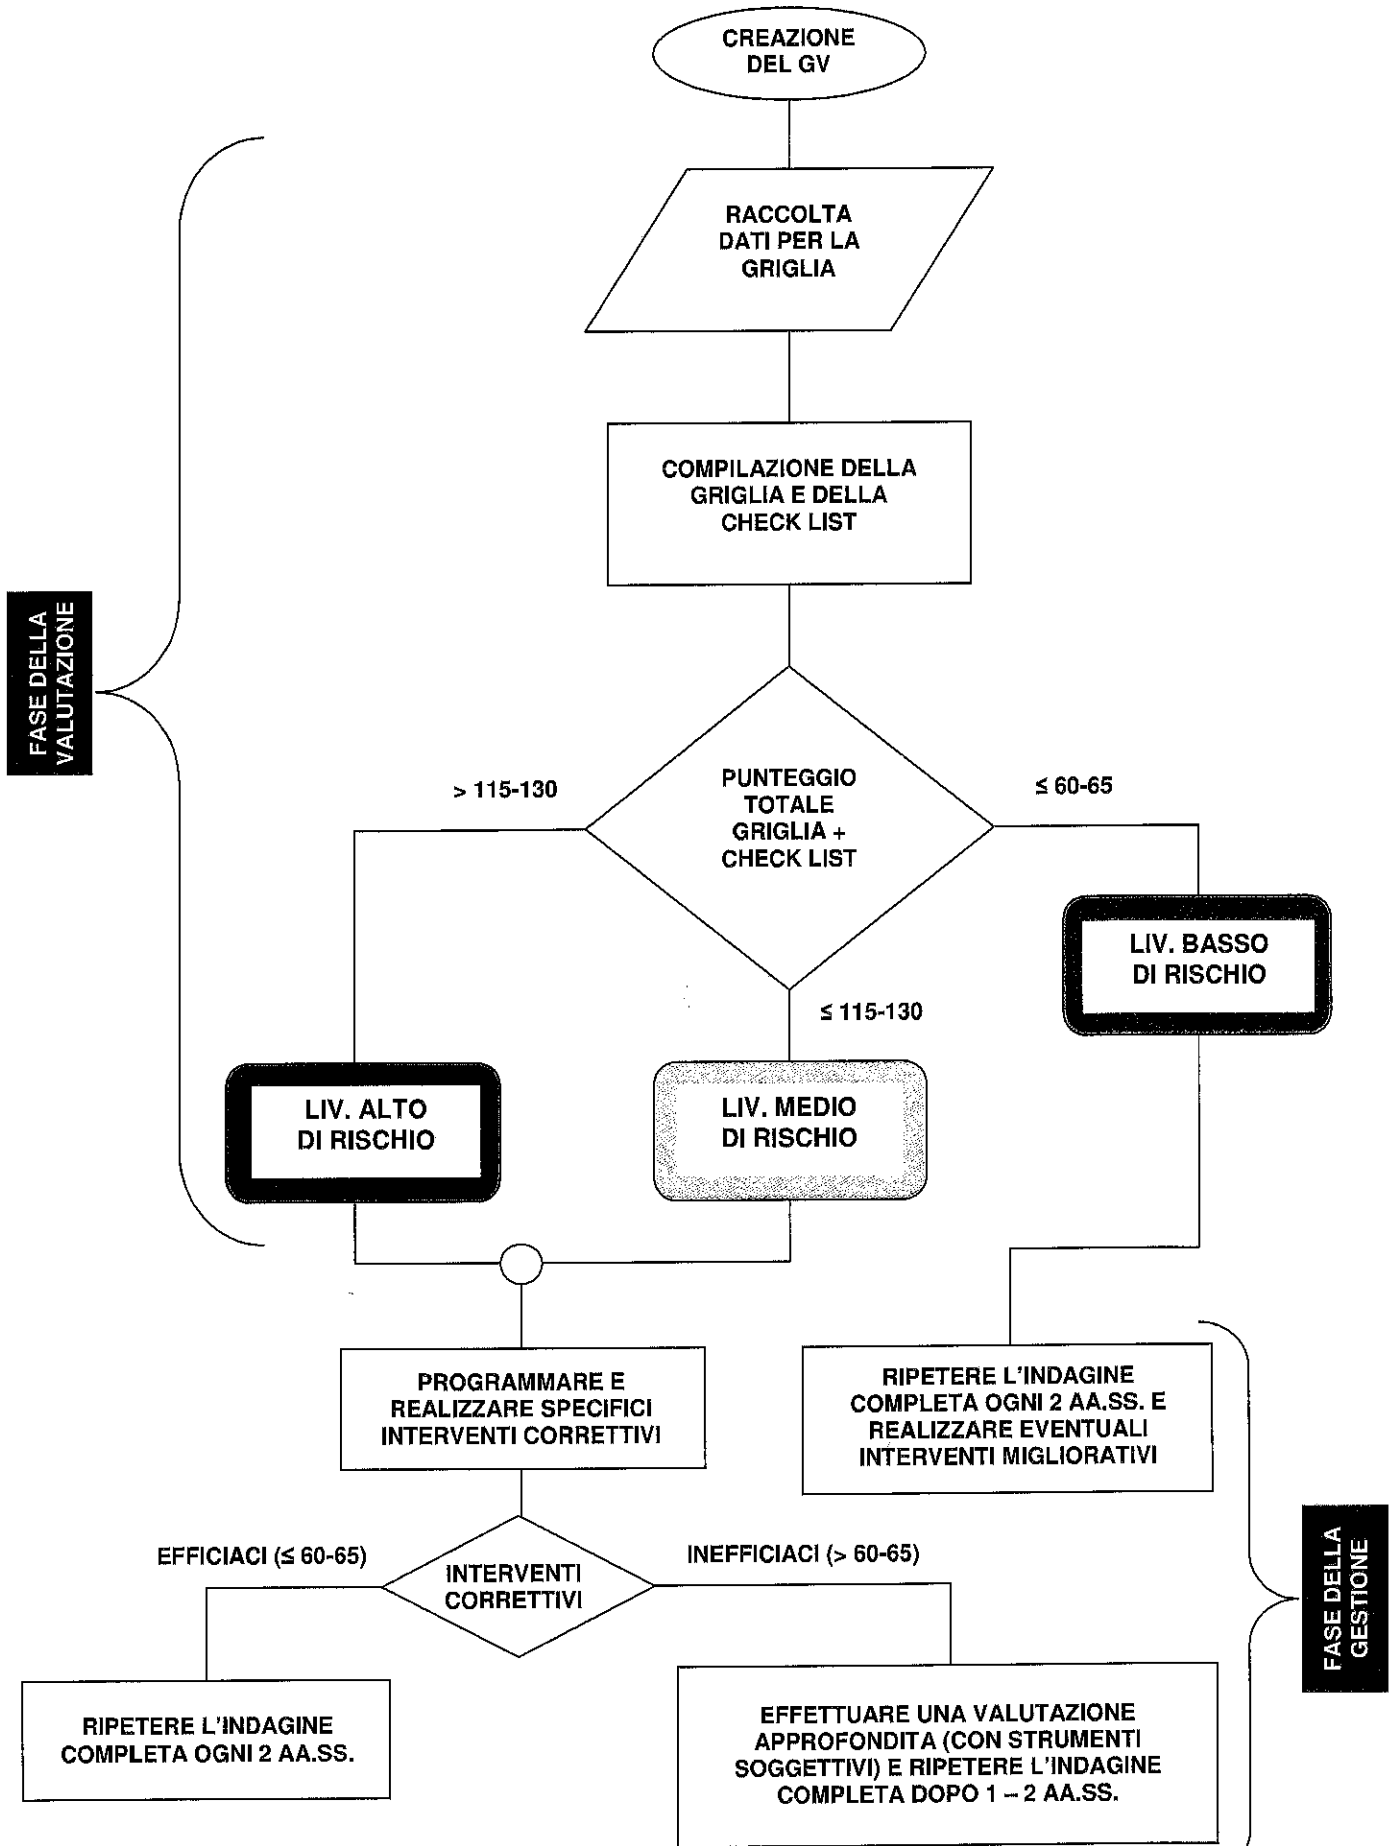 CREAZIONE
DEL GV
RACCOLTA
DATI PER LA
GRIGLIA
COMPILAZIONE DELLA
GRIGLIA E DELLA
CHECK LIST
FASE DELLA
VALUTAZIONE
> 115-130
PUNTEGGIO
TOTALE
GRIGLIA +
CHECK LIST
≤ 60-65
LIV. BASSO
DI RISCHIO
≤ 115-130
LIV. ALTO
DI RISCHIO
LIV. MEDIO
DI RISCHIO
PROGRAMMARE E
REALIZZARE SPECIFICI
INTERVENTI CORRETTIVI
RIPETERE L'INDAGINE
COMPLETA OGNI 2 AA.SS. E
REALIZZARE EVENTUALI
INTERVENTI MIGLIORATIVI
EFFICIACI (≤ 60-65)
INTERVENTI
CORRETTIVI
INEFFICIACI (> 60-65)
FASE DELLA
GESTIONE
RIPETERE L'INDAGINE
COMPLETA OGNI 2 AA.SS.
EFFETTUARE UNA VALUTAZIONE
APPROFONDITA (CON STRUMENTI
SOGGETTIVI) E RIPETERE L'INDAGINE
COMPLETA DOPO 1 – 2 AA.SS.